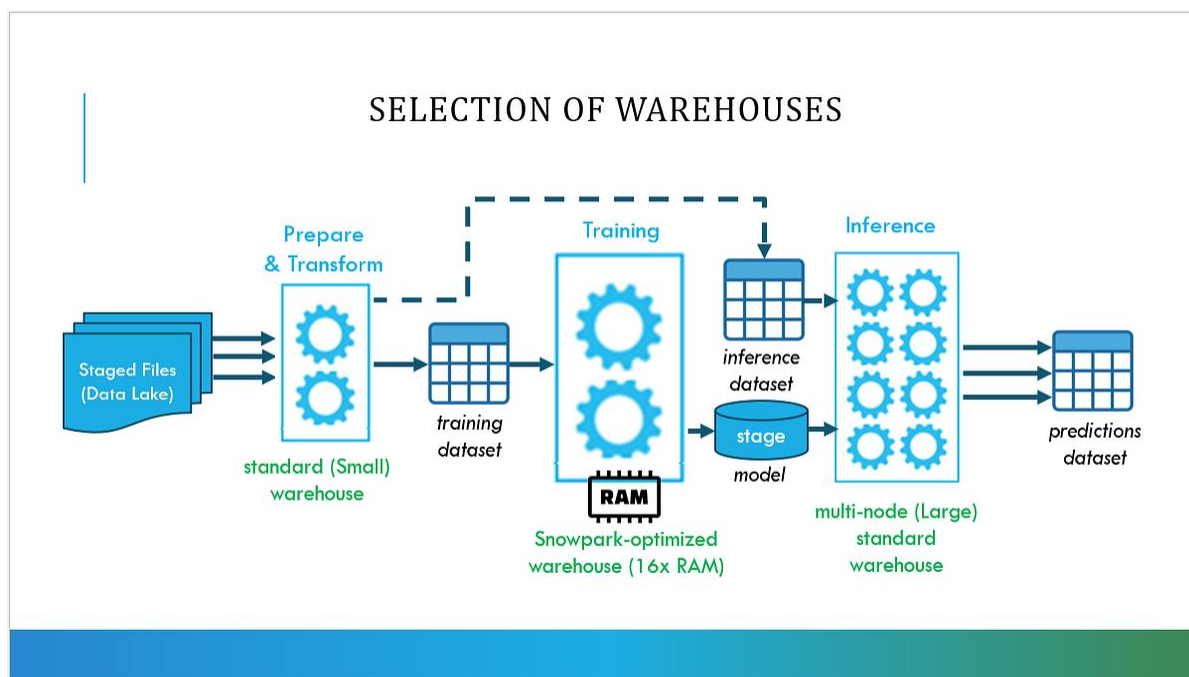 SELECTION OF WAREHOUSES
Prepare
& Transform
Training
Inference
Staged Files
(Data Lake)
training
dataset
inference
dataset
stage
model
predictions
dataset
standard (Small)
warehouse
RAM
Snowpark-optimized
warehouse (16x RAM)
multi-node (Large)
standard
warehouse